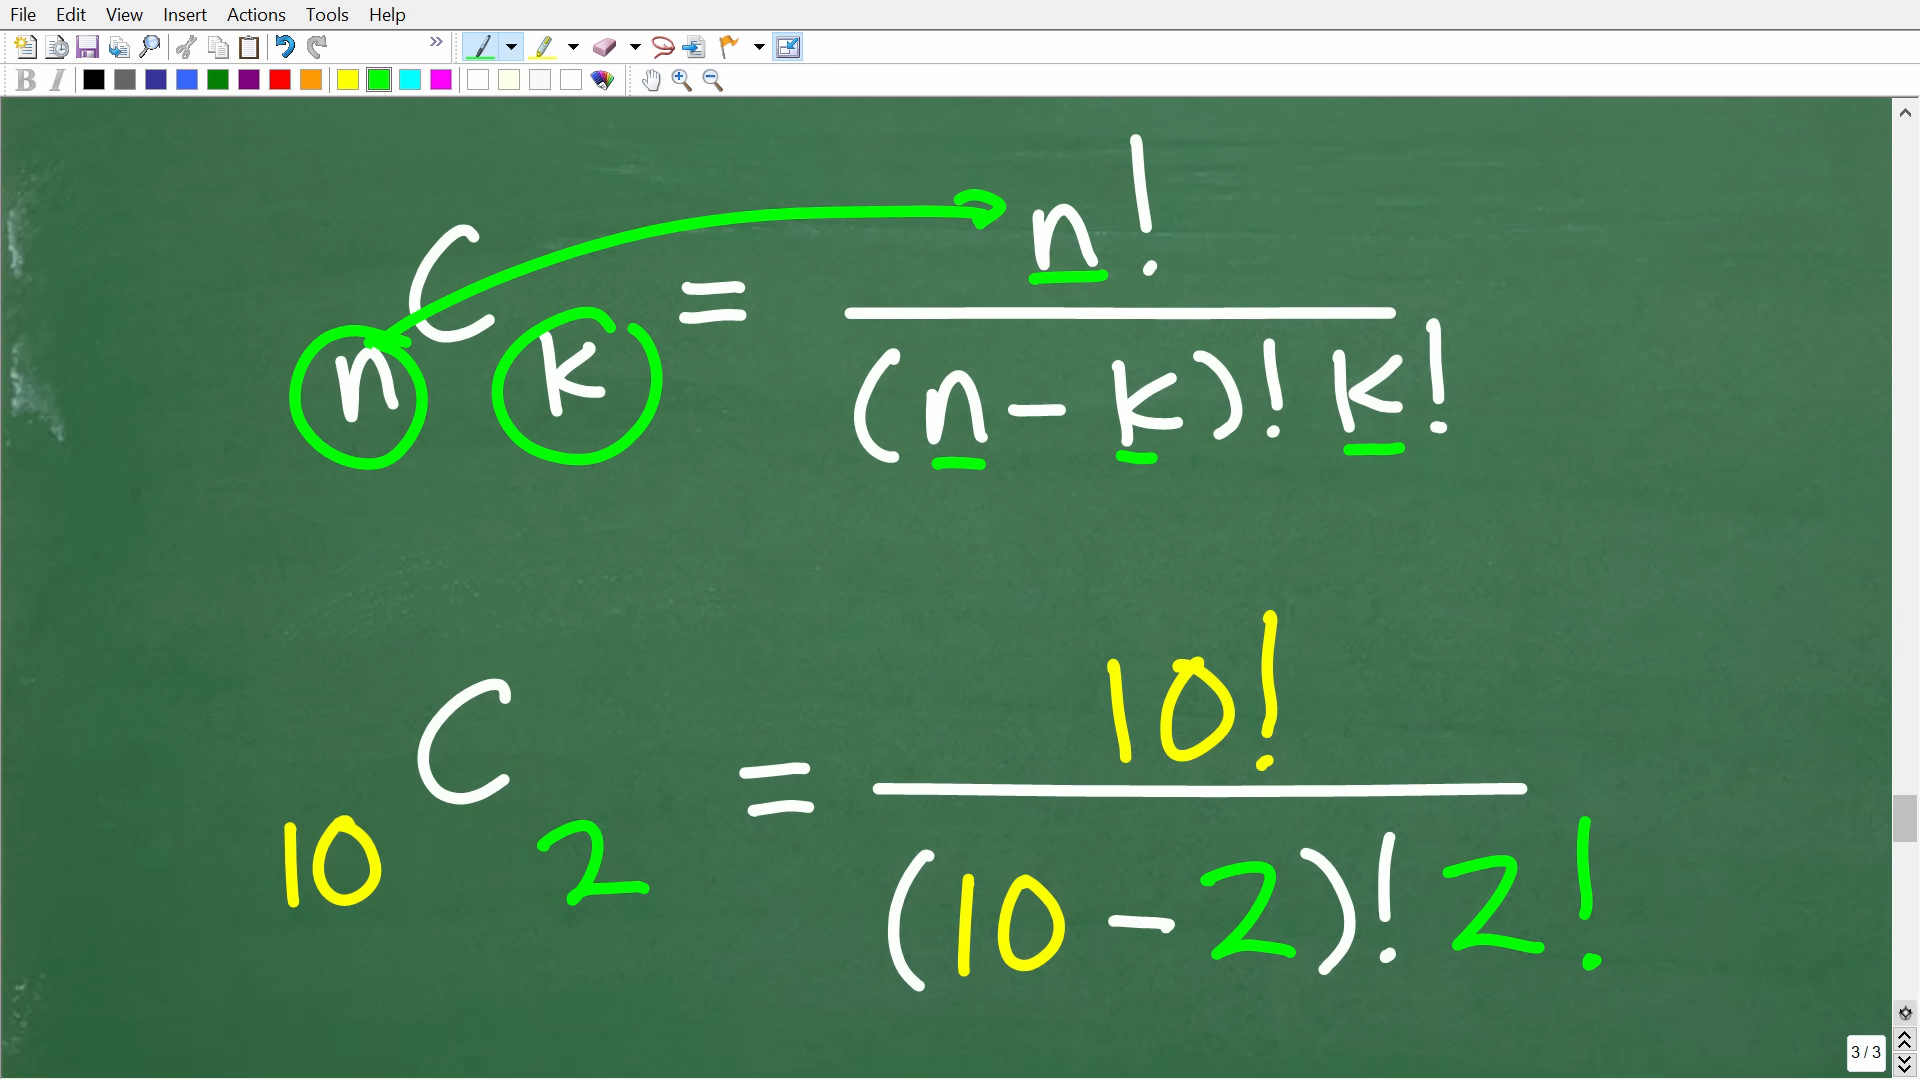 File Edit View Insert Actions Tools Help
B I
nCk = n! / (n - k)! k!
10C2 = 10! / (10 - 2)! 2!
3 / 3